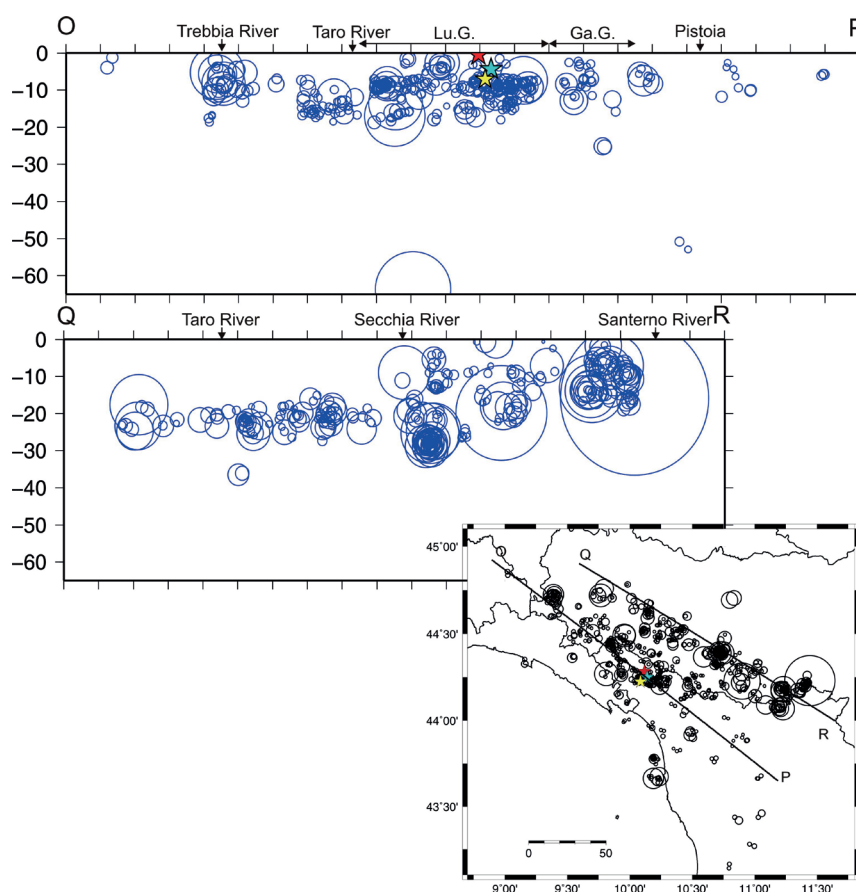 O P
Trebbia River Taro River Lu.G. Ga.G. Pistoia
0
−10
−20
−30
−40
−50
−60
Q Taro River Secchia River Santerno River R
0
−10
−20
−30
−40
−50
−60
45˚00'
44˚30'
44˚00'
43˚30'
Q
R
P
0 50
9˚00' 9˚30' 10˚00' 10˚30' 11˚00' 11˚30'